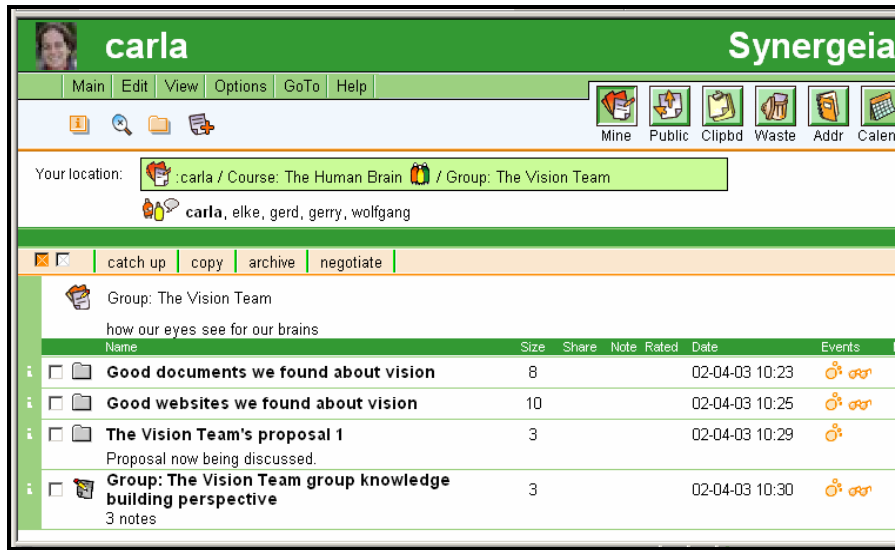 carla Synergeia
Main Edit View Options GoTo Help
Mine Public Clipbd Waste Addr Calen
Your location: :carla / Course: The Human Brain / Group: The Vision Team
carla, elke, gerd, gerry, wolfgang
catch up copy archive negotiate
Group: The Vision Team
how our eyes see for our brains
Name Size Share Note Rated Date Events
Good documents we found about vision 8 02-04-03 10:23
Good websites we found about vision 10 02-04-03 10:25
The Vision Team's proposal 1 3 02-04-03 10:29
Proposal now being discussed.
Group: The Vision Team group knowledge
building perspective 3 02-04-03 10:30
3 notes